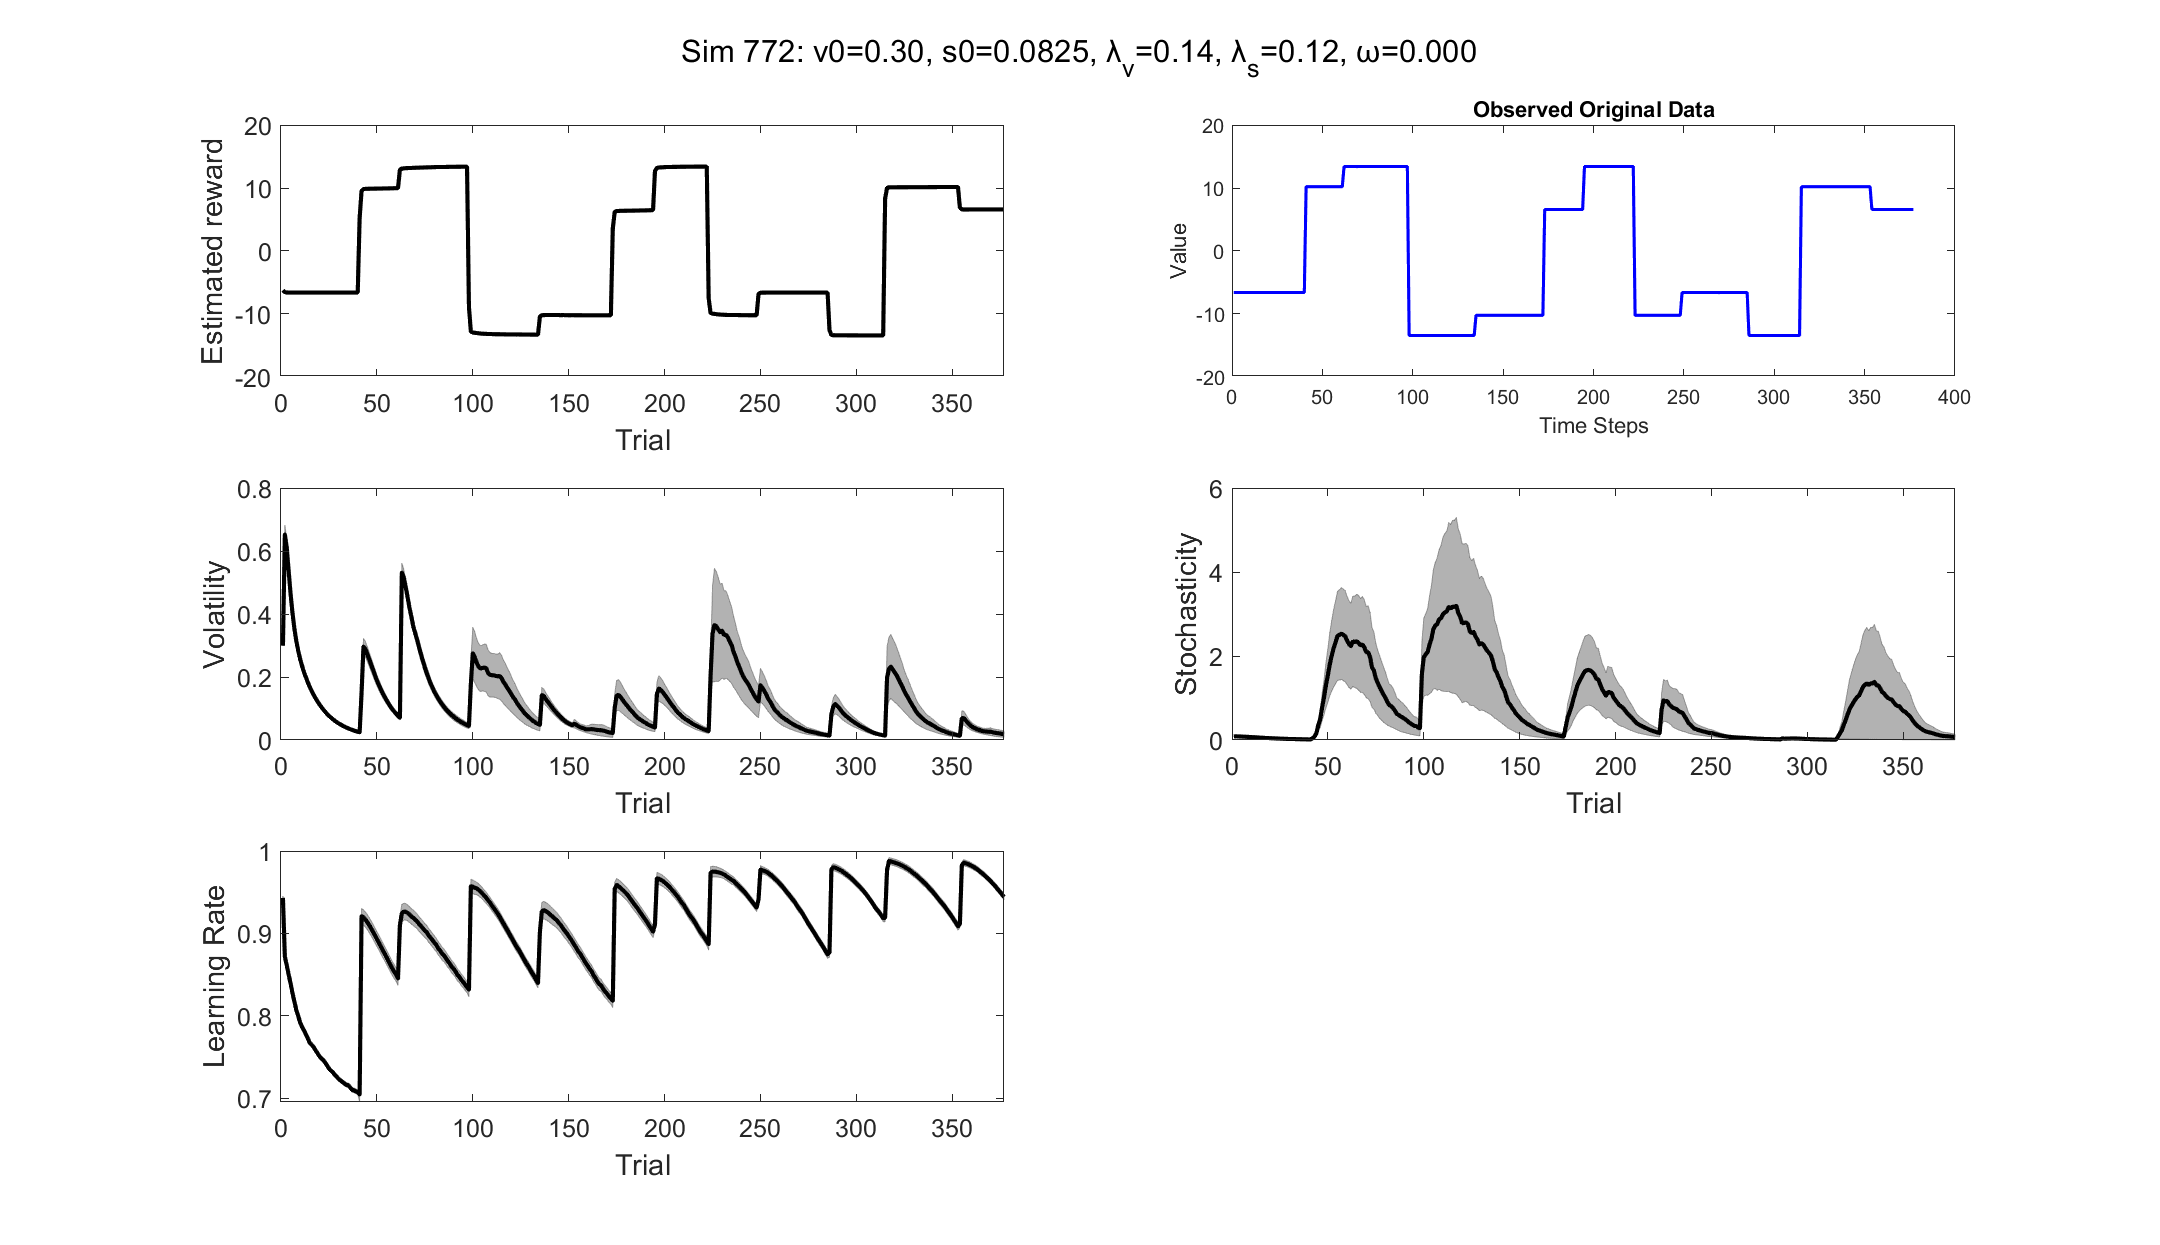 Sim 772: v0=0.30, s0=0.0825, λv=0.14, λs=0.12, ω=0.000
20
10
0
-10
-20
Estimated reward
0 50 100 150 200 250 300 350
Trial
Observed Original Data
20
10
0
-10
-20
Value
0 50 100 150 200 250 300 350 400
Time Steps
0.8
0.6
0.4
0.2
0
Volatility
0 50 100 150 200 250 300 350
Trial
6
4
2
0
Stochasticity
0 50 100 150 200 250 300 350
Trial
1
0.9
0.8
0.7
Learning Rate
0 50 100 150 200 250 300 350
Trial